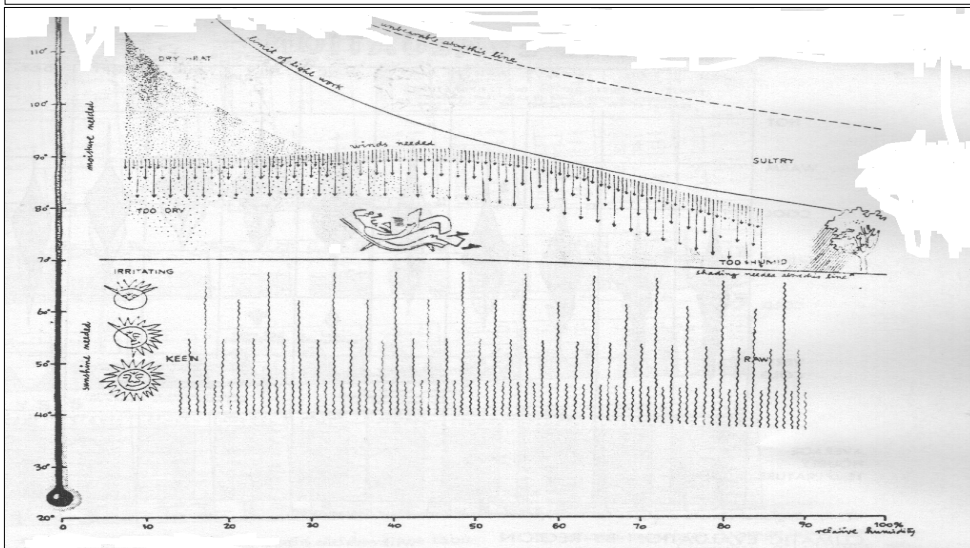 unbearable above this line
110°
limit of light work
DRY HEAT
100°
moisture needed
90°
winds needed
SULTRY
80°
TOO DRY
70°
TOO HUMID
shading needed above this line
IRRITATING
60°
sunshine needed
50°
KEEN
RAW
40°
30°
20°
0 10 20 30 40 50 60 70 80 90 100%
relative humidity